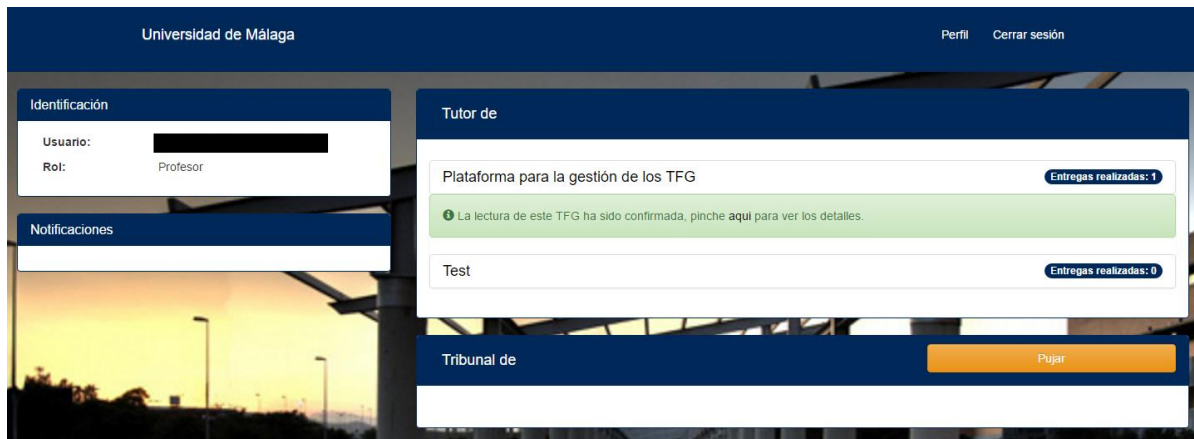 Universidad de Málaga
Perfil Cerrar sesión
Identificación
Usuario:
Rol: Profesor
Notificaciones
Tutor de
Plataforma para la gestión de los TFG Entregas realizadas: 1
La lectura de este TFG ha sido confirmada, pinche aqui para ver los detalles.
Test Entregas realizadas: 0
Tribunal de Pujar